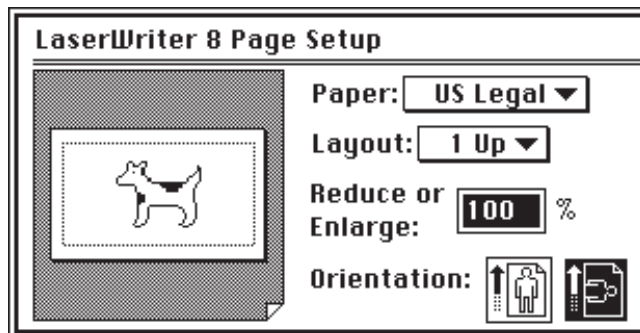 LaserWriter 8 Page Setup
Paper: US Legal
Layout: 1 Up
Reduce or
Enlarge: 100 %
Orientation: